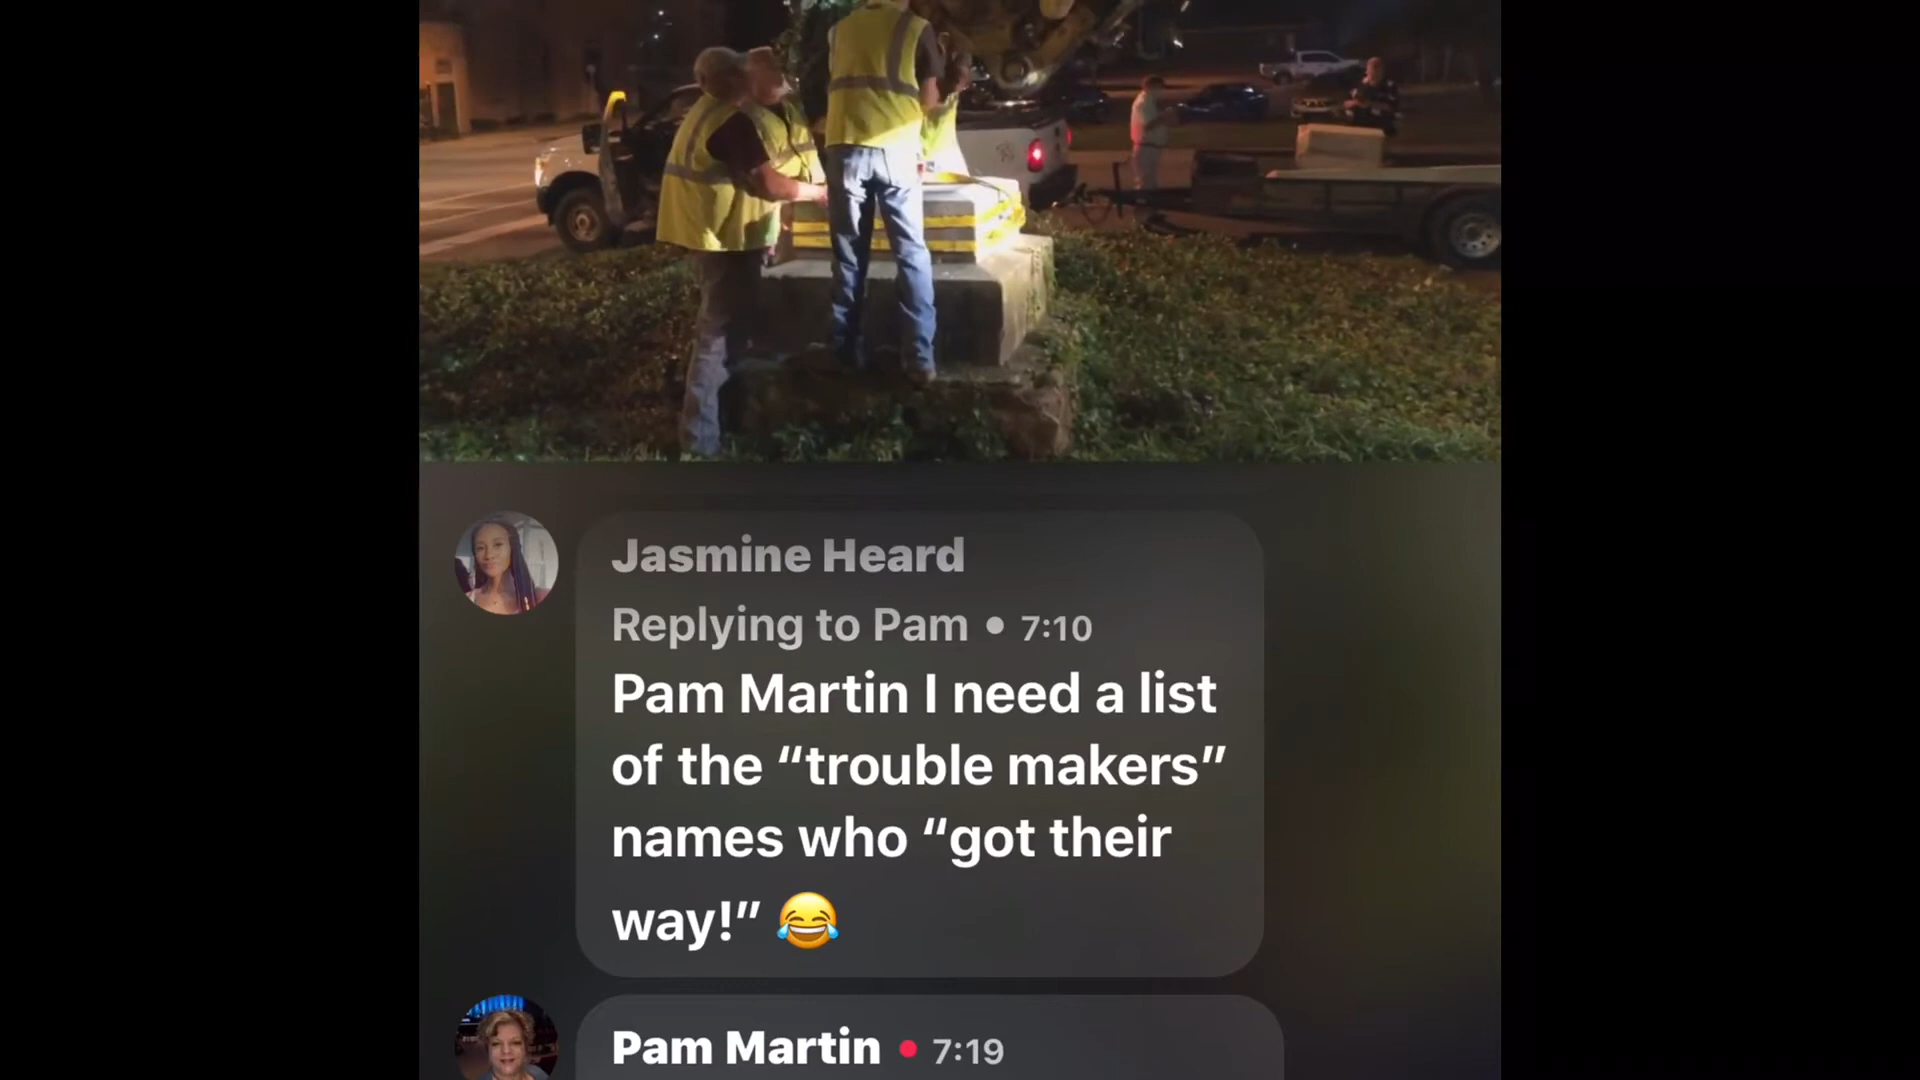 Jasmine Heard
Replying to Pam • 7:10
Pam Martin I need a list
of the “trouble makers”
names who “got their
way!” 😂
Pam Martin • 7:19